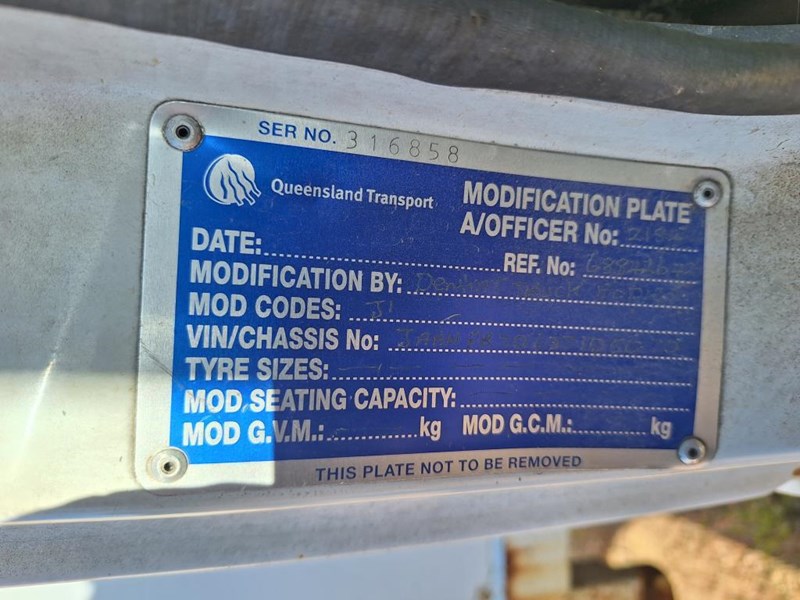 SER NO. 316858
Queensland Transport
MODIFICATION PLATE
A/OFFICER No:
DATE:
REF. No:
MODIFICATION BY:
MOD CODES: J1
VIN/CHASSIS No:
TYRE SIZES:
MOD SEATING CAPACITY:
MOD G.V.M.: kg MOD G.C.M.: kg
THIS PLATE NOT TO BE REMOVED